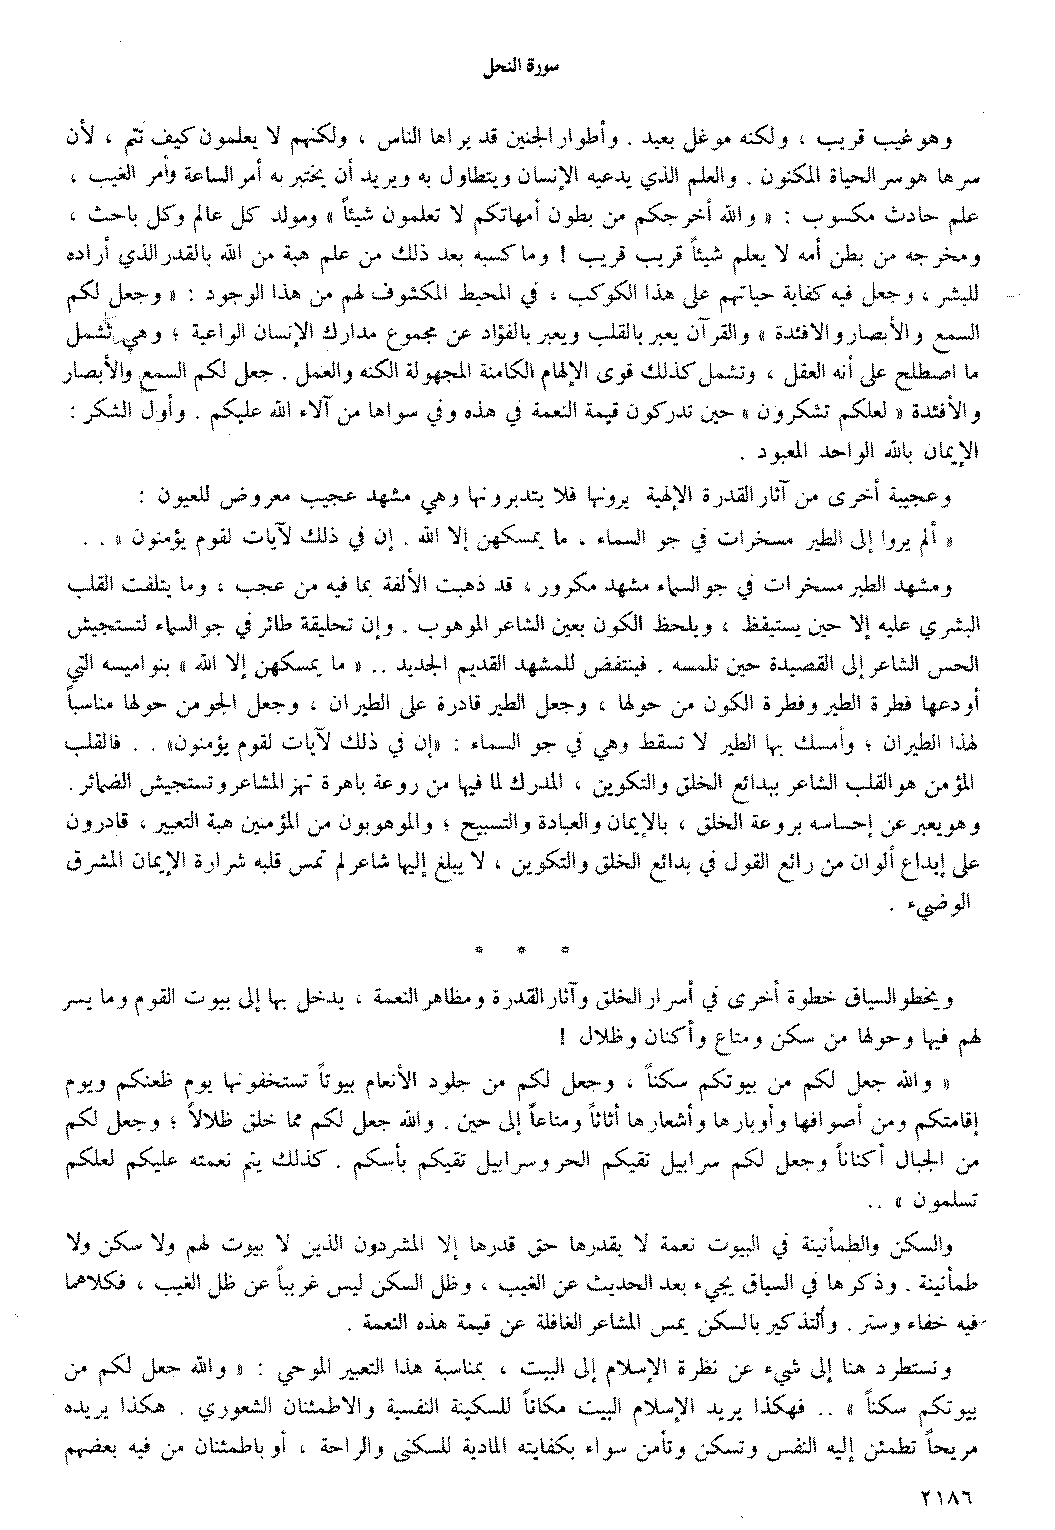 سورة النحل
وهو غيب قريب ، ولكنه موغل بعيد . وأطوار الجنين قد يراها الناس ، ولكنهم لا يعلمون كيف تتم ، لأن
سرها هو سر الحياة المكنون . والعلم الذي يدعيه الإنسان ويتطاول به ويريد أن يختبر به أمر الساعة وأمر الغيب ،
علم حادث مكسوب : « والله أخرجكم من بطون أمهاتكم لا تعلمون شيئاً » ومولد كل عالم وكل باحث ،
ومخرجه من بطن أمه لا يعلم شيئاً قريب قريب ! وما كسبه بعد ذلك من علم هبة من الله بالقدر الذي أراده
للبشر ، وجعل فيه كفاية حياتهم على هذا الكوكب ، في المحيط المكشوف لهم من هذا الوجود : « وجعل لكم
السمع والأبصار والافئدة » والقرآن يعبر بالقلب ويعبر بالفؤاد عن مجموع مدارك الإنسان الواعية ؛ وهي تشمل
ما اصطلح على أنه العقل ، وتشمل كذلك قوى الإلهام الكامنة المجهولة الكنه والعمل . جعل لكم السمع والأبصار
والأفئدة « لعلكم تشكرون » حين تدركون قيمة النعمة في هذه وفي سواها من آلاء الله عليكم . وأول الشكر :
الإيمان بالله الواحد المعبود .
وعجيبة أخرى من آثار القدرة الإلهية يرونها فلا يتدبرونها وهي مشهد عجيب معروض للعيون :
« ألم يروا إلى الطير مسخرات في جو السماء . ما يمسكهن إلا الله . إن في ذلك لآيات لقوم يؤمنون » . .
ومشهد الطير مسخرات في جو السماء مشهد مكرور ، قد ذهبت الألفة بما فيه من عجب ، وما يتلفت القلب
البشري عليه إلا حين يستيقظ ، ويلحظ الكون بعين الشاعر الموهوب . وإن تحليقة طائر في جو السماء لتستجيش
الحس الشاعر إلى القصيدة حين تلمسه . فينتفض للمشهد القديم الجديد .. « ما يمسكهن إلا الله » بنواميسه التي
أودعها فطرة الطير وفطرة الكون من حولها ، وجعل الطير قادرة على الطيران ، وجعل الجو من حولها مناسباً
لهذا الطيران ؛ وأمسك بها الطير لا تسقط وهي في جو السماء : «إن في ذلك لآيات لقوم يؤمنون» . . فالقلب
المؤمن هو القلب الشاعر ببدائع الخلق والتكوين ، المدرك لما فيها من روعة باهرة تهز المشاعر وتستجيش الضمائر .
وهو يعبر عن إحساسه بروعة الخلق ، بالإيمان والعبادة والتسبيح ؛ والموهوبون من المؤمنين هبة التعبير ، قادرون
على إبداع ألوان من رائع القول في بدائع الخلق والتكوين ، لا يبلغ إليها شاعر لم تمس قلبه شرارة الإيمان المشرق
الوضيء .
* * *
ويخطو السياق خطوة أخرى في أسرار الخلق وآثار القدرة ومظاهر النعمة ، يدخل بها إلى بيوت القوم وما يسر
لهم فيها وحولها من سكن ومتاع وأكنان وظلال !
« والله جعل لكم من بيوتكم سكناً ، وجعل لكم من جلود الأنعام بيوتاً تستخفونها يوم ظعنكم ويوم
إقامتكم ومن أصوافها وأوبارها وأشعارها أثاثاً ومتاعاً إلى حين . والله جعل لكم مما خلق ظلالاً ؛ وجعل لكم
من الجبال أكناناً وجعل لكم سرابيل تقيكم الحر وسرابيل تقيكم بأسكم . كذلك يتم نعمته عليكم لعلكم
تسلمون » ..
والسكن والطمأنينة في البيوت نعمة لا يقدرها حق قدرها إلا المشردون الذين لا بيوت لهم ولا سكن ولا
طمأنينة . وذكرها في السياق يجيء بعد الحديث عن الغيب ، وظل السكن ليس غريباً عن ظل الغيب ، فكلاهما
فيه خفاء وستر . والتذكير بالسكن يمس المشاعر الغافلة عن قيمة هذه النعمة .
ونستطرد هنا إلى شيء عن نظرة الإسلام إلى البيت ، بمناسبة هذا التعبير الموحي : « والله جعل لكم من
بيوتكم سكناً » .. فهكذا يريد الإسلام البيت مكاناً للسكينة النفسية والاطمئنان الشعوري . هكذا يريده
مريحاً تطمئن إليه النفس وتسكن وتأمن سواء بكفايته المادية للسكنى والراحة ، أو باطمئنان من فيه بعضهم
٢١٨٦